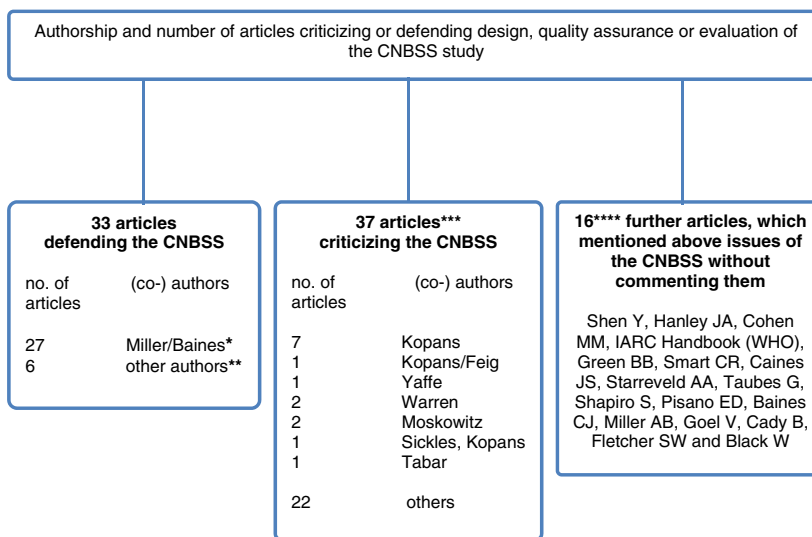 Authorship and number of articles criticizing or defending design, quality assurance or evaluation of
the CNBSS study
33 articles
defending the CNBSS
no. of (co-) authors
articles
27 Miller/Baines*
6 other authors**
37 articles***
criticizing the CNBSS
no. of (co-) authors
articles
7 Kopans
1 Kopans/Feig
1 Yaffe
2 Warren
2 Moskowitz
1 Sickles, Kopans
1 Tabar
22 others
16**** further articles, which
mentioned above issues of
the CNBSS without
commenting them
Shen Y, Hanley JA, Cohen
MM, IARC Handbook (WHO),
Green BB, Smart CR, Caines
JS, Starreveld AA, Taubes G,
Shapiro S, Pisano ED, Baines
CJ, Miller AB, Goel V, Cady B,
Fletcher SW and Black W